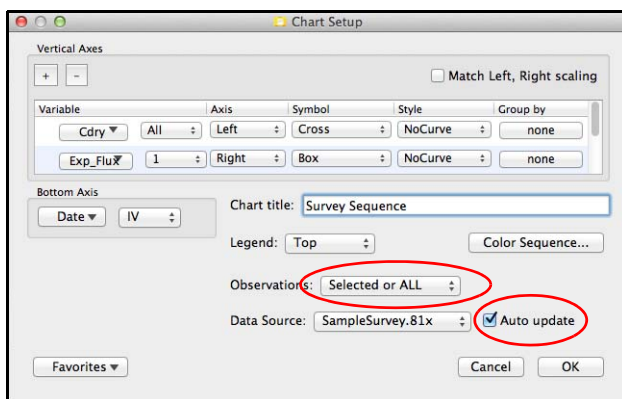 Chart Setup
Vertical Axes
+ -
Match Left, Right scaling
Variable Axis Symbol Style Group by
Cdry All Left Cross NoCurve none
Exp_Flux 1 Right Box NoCurve none
Bottom Axis
Date IV
Chart title: Survey Sequence
Legend: Top Color Sequence...
Observations: Selected or ALL
Data Source: SampleSurvey.81x Auto update
Favorites Cancel OK